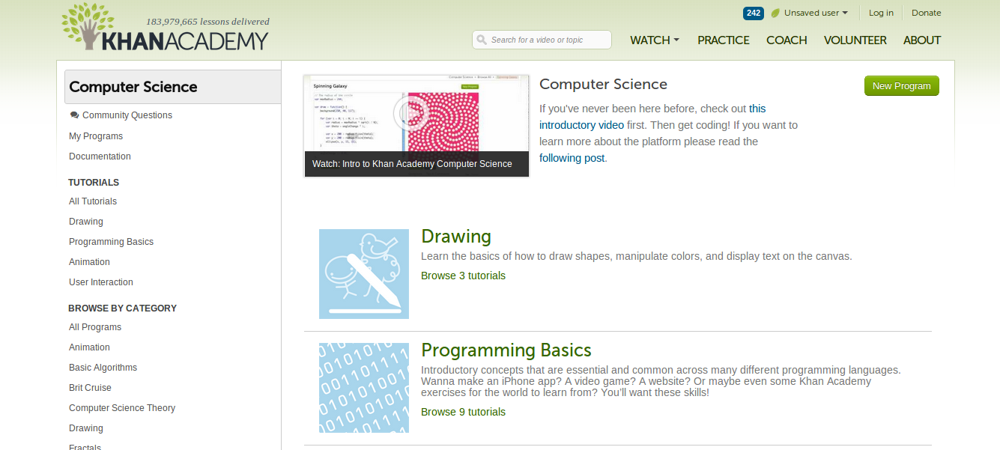 242 Unsaved user Log in Donate
183,979,665 lessons delivered
KHANACADEMY
Search for a video or topic
WATCH PRACTICE COACH VOLUNTEER ABOUT
Computer Science
Community Questions
My Programs
Documentation
TUTORIALS
All Tutorials
Drawing
Programming Basics
Animation
User Interaction
BROWSE BY CATEGORY
All Programs
Animation
Basic Algorithms
Brit Cruise
Computer Science Theory
Drawing
Fractals
Spinning Galaxy
Watch: Intro to Khan Academy Computer Science
Computer Science
New Program
If you've never been here before, check out this
introductory video first. Then get coding! If you want to
learn more about the platform please read the
following post.
Drawing
Learn the basics of how to draw shapes, manipulate colors, and display text on the canvas.
Browse 3 tutorials
Programming Basics
Introductory concepts that are essential and common across many different programming languages.
Wanna make an iPhone app? A video game? A website? Or maybe even some Khan Academy
exercises for the world to learn from? You'll want these skills!
Browse 9 tutorials